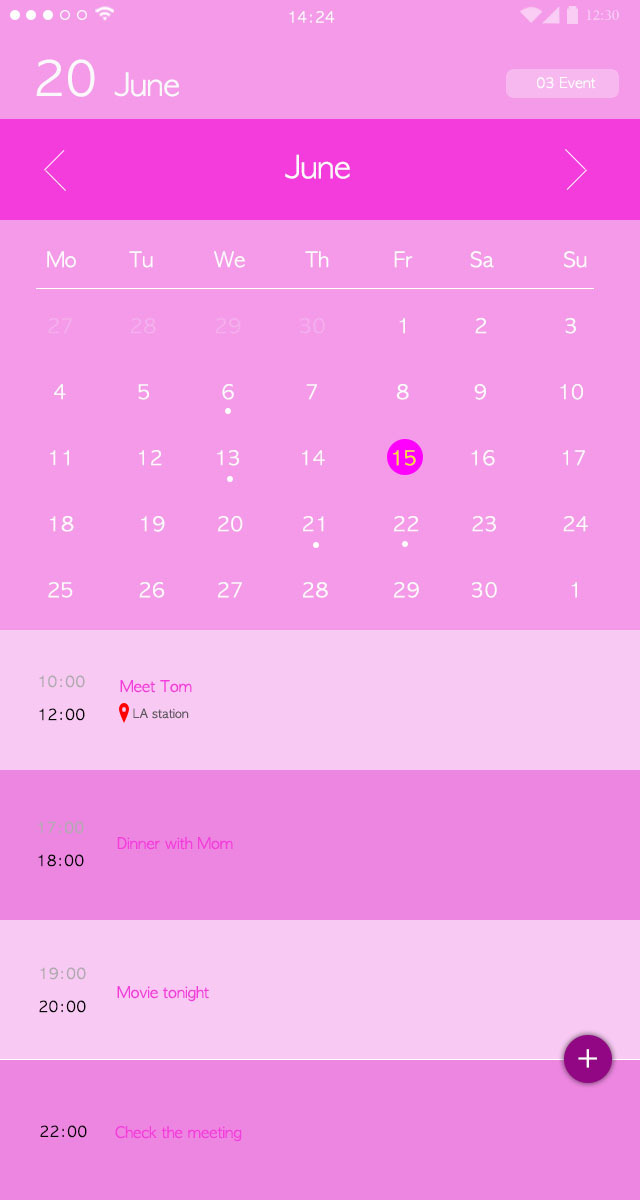 14:24 12:30
20 June 03 Event
June
Mo Tu We Th Fr Sa Su
27 28 29 30 1 2 3
4 5 6 7 8 9 10
11 12 13 14 15 16 17
18 19 20 21 22 23 24
25 26 27 28 29 30 1
10:00
Meet Tom
12:00
LA station
17:00
Dinner with Mom
18:00
19:00
Movie tonight
20:00
+
22:00 Check the meeting